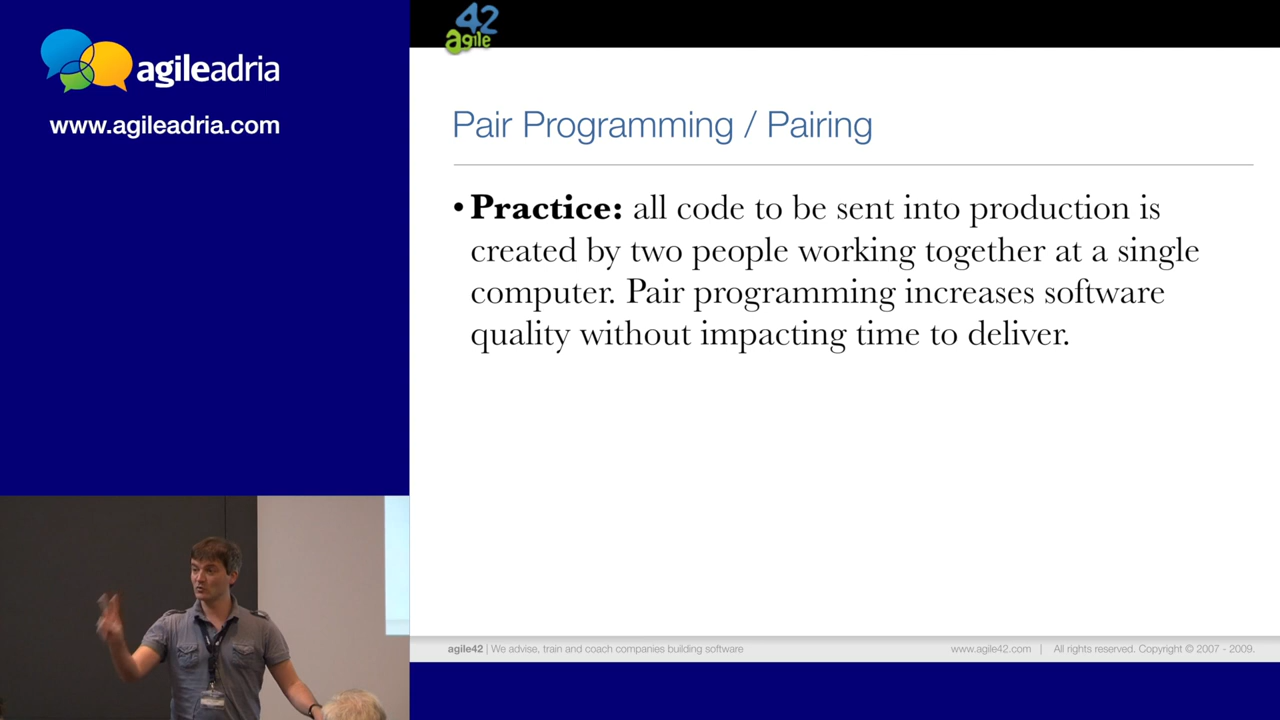 agileadria
www.agileadria.com
42
agile
Pair Programming / Pairing
• Practice: all code to be sent into production is
created by two people working together at a single
computer. Pair programming increases software
quality without impacting time to deliver.
agile42 | We advise, train and coach companies building software
www.agile42.com | All rights reserved. Copyright © 2007 - 2009.